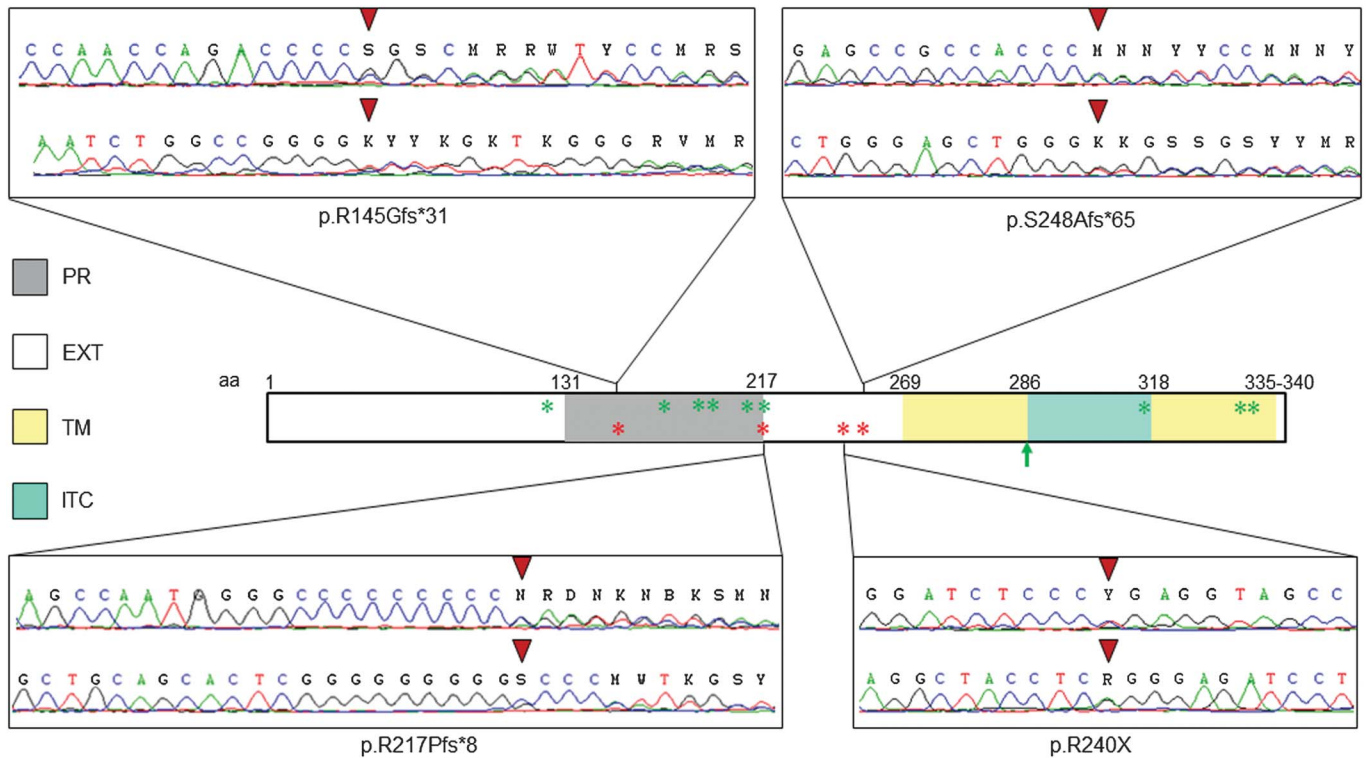 C C A A C C A G A C C C C S G S C M R R W T Y C C M R S
A A T C T G G C C G G G G K Y Y K G K T K G G G R V M R
p.R145Gfs*31
G A G C C G C C A C C C M N N Y Y C C M N N Y
C T G G G A G C T G G G K K G S S G S Y Y M R
p.S248Afs*65
PR
EXT
TM
ITC
aa 1 131 217 269 286 318 335-340
* * * * * * * * *
* * * *
A G C C A A T G G G G C C C C C C C C C N R D N K N B K S M N
G C T G C A G C A C T C G G G G G G G G G S C C C M W T K G S Y
p.R217Pfs*8
G G A T C T C C C Y G A G G T A G C C
A G G C T A C C T C R G G G A G A T C C T
p.R240X